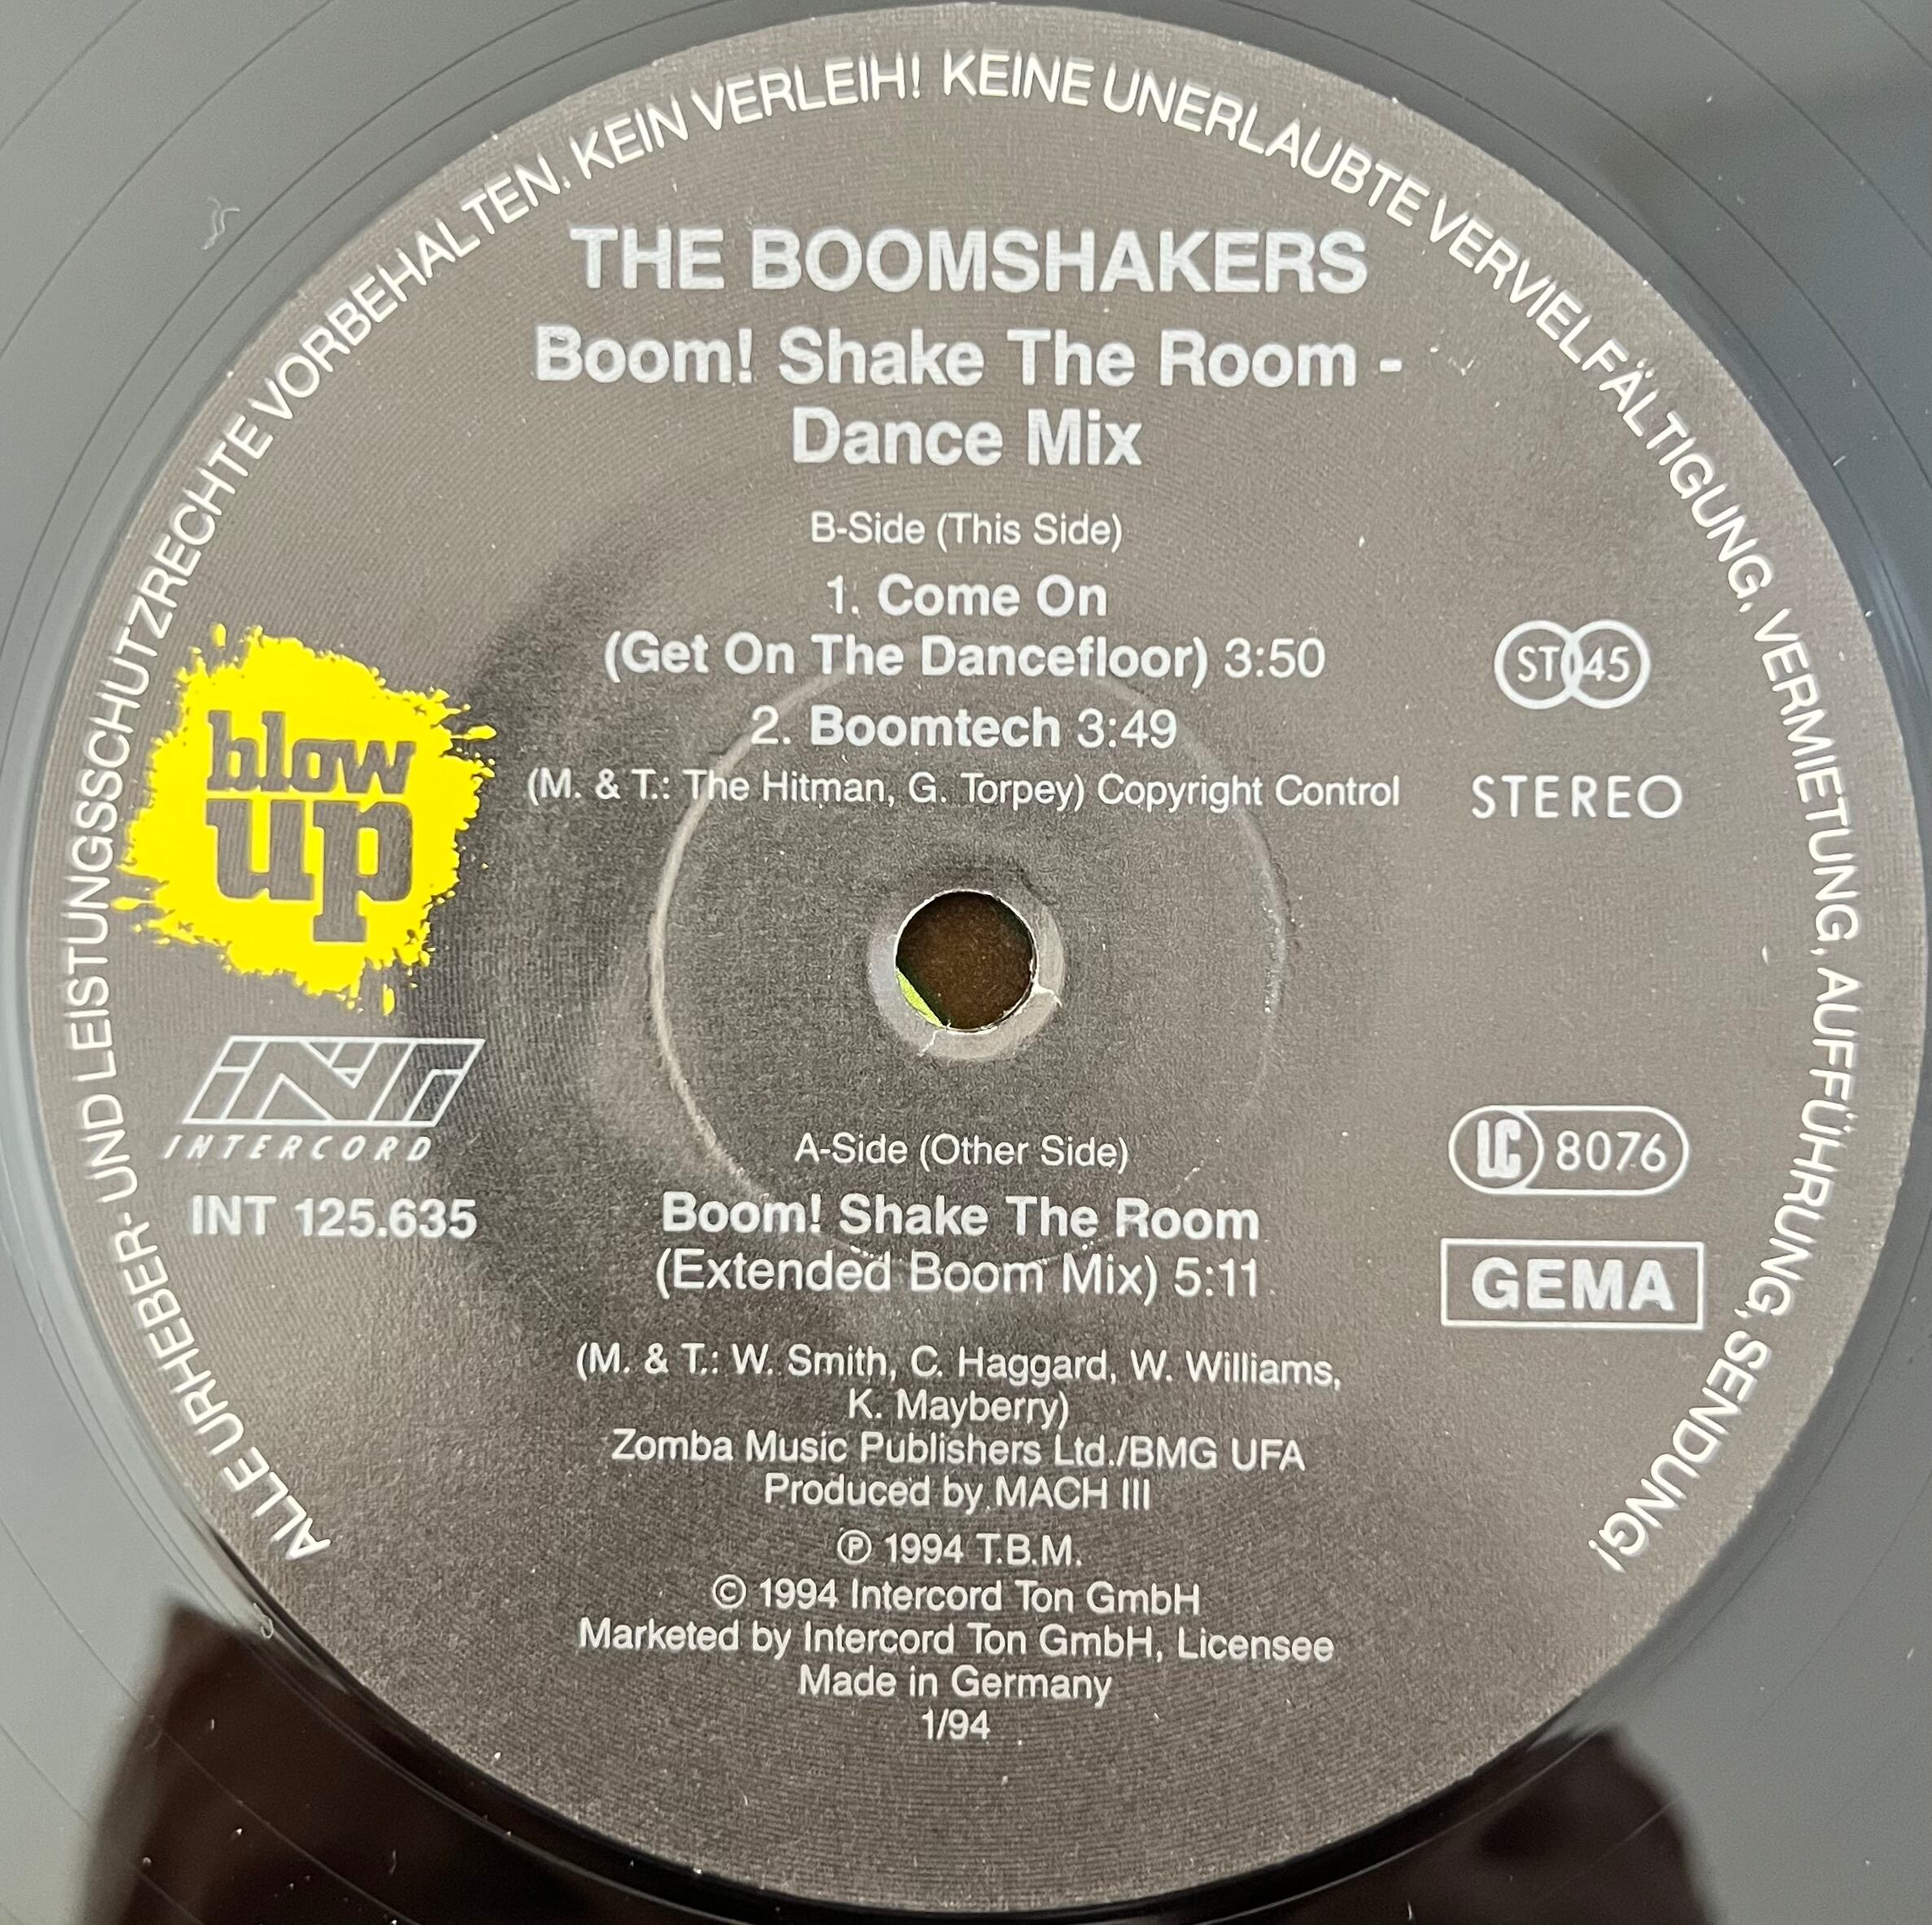 ALLE URHEBER- UND LEISTUNGSSCHUTZRECHTE VORBEHALTEN. KEIN VERLEIH! KEINE UNERLAUBTE VERVIELFÄLTIGUNG, VERMIETUNG, AUFFÜHRUNG, SENDUNG!
THE BOOMSHAKERS
Boom! Shake The Room -
Dance Mix
B-Side (This Side)
1. Come On
(Get On The Dancefloor) 3:50
2. Boomtech 3:49
(M. & T.: The Hitman, G. Torpey) Copyright Control
blow
up
INT
INTERCORD
INT 125.635
ST 45
STEREO
LC 8076
GEMA
A-Side (Other Side)
Boom! Shake The Room
(Extended Boom Mix) 5:11
(M. & T.: W. Smith, C. Haggard, W. Williams,
K. Mayberry)
Zomba Music Publishers Ltd./BMG UFA
Produced by MACH III
℗ 1994 T.B.M.
© 1994 Intercord Ton GmbH
Marketed by Intercord Ton GmbH, Licensee
Made in Germany
1/94